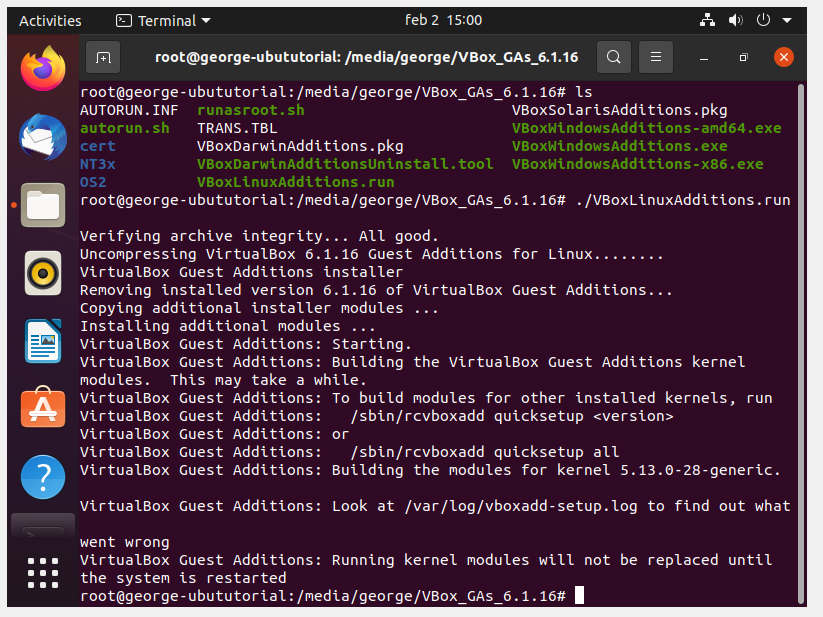 Activities Terminal feb 2 15:00
root@george-ubututorial: /media/george/VBox_GAs_6.1.16
root@george-ubututorial:/media/george/VBox_GAs_6.1.16# ls
AUTORUN.INF runasroot.sh VBoxSolarisAdditions.pkg
autorun.sh TRANS.TBL VBoxWindowsAdditions-amd64.exe
cert VBoxDarwinAdditions.pkg VBoxWindowsAdditions.exe
NT3x VBoxDarwinAdditionsUninstall.tool VBoxWindowsAdditions-x86.exe
OS2 VBoxLinuxAdditions.run
root@george-ubututorial:/media/george/VBox_GAs_6.1.16# ./VBoxLinuxAdditions.run
Verifying archive integrity... All good.
Uncompressing VirtualBox 6.1.16 Guest Additions for Linux........
VirtualBox Guest Additions installer
Removing installed version 6.1.16 of VirtualBox Guest Additions...
Copying additional installer modules ...
Installing additional modules ...
VirtualBox Guest Additions: Starting.
VirtualBox Guest Additions: Building the VirtualBox Guest Additions kernel
modules.  This may take a while.
VirtualBox Guest Additions: To build modules for other installed kernels, run
VirtualBox Guest Additions:   /sbin/rcvboxadd quicksetup <version>
VirtualBox Guest Additions: or
VirtualBox Guest Additions:   /sbin/rcvboxadd quicksetup all
VirtualBox Guest Additions: Building the modules for kernel 5.13.0-28-generic.
VirtualBox Guest Additions: Look at /var/log/vboxadd-setup.log to find out what
went wrong
VirtualBox Guest Additions: Running kernel modules will not be replaced until
the system is restarted
root@george-ubututorial:/media/george/VBox_GAs_6.1.16#